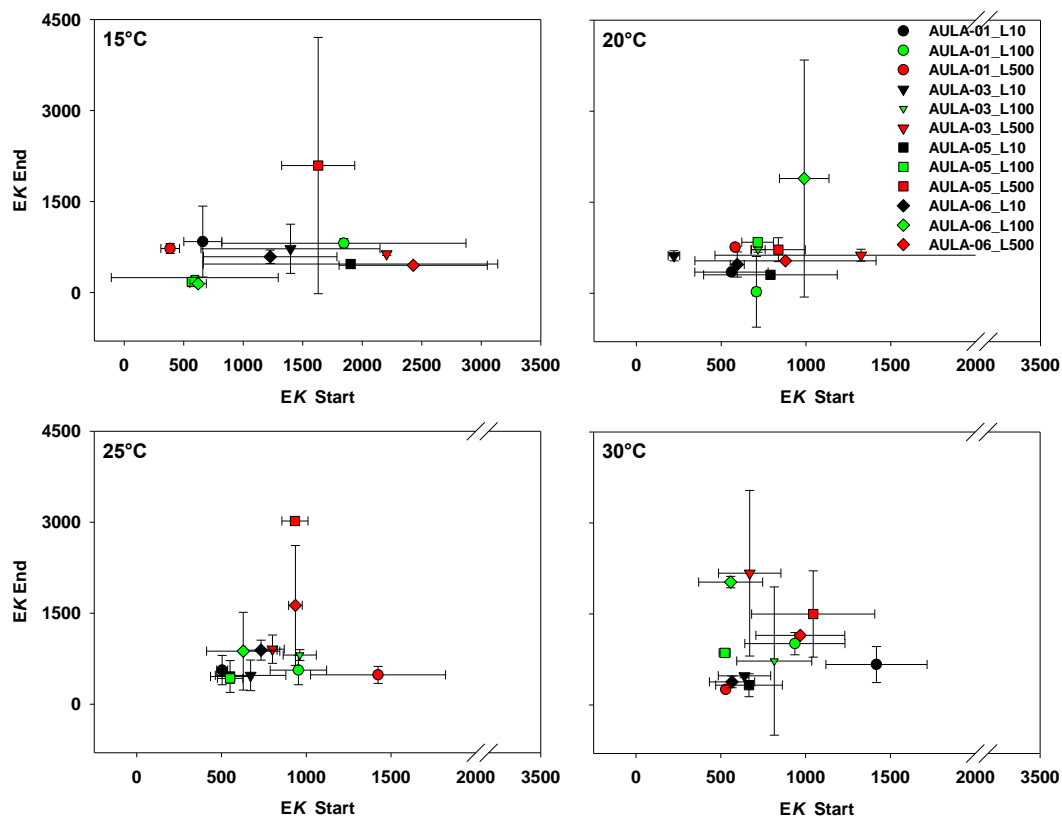 4500
3000
1500
0
EK End
15°C
0 500 1000 1500 2000 2500 3000 3500
EK Start
20°C
AULA-01_L10
AULA-01_L100
AULA-01_L500
AULA-03_L10
AULA-03_L100
AULA-03_L500
AULA-05_L10
AULA-05_L100
AULA-05_L500
AULA-06_L10
AULA-06_L100
AULA-06_L500
0 500 1000 1500 2000 3500
EK Start
4500
3000
1500
0
EK End
25°C
0 500 1000 1500 2000 3500
EK Start
30°C
0 500 1000 1500 2000 3500
EK Start